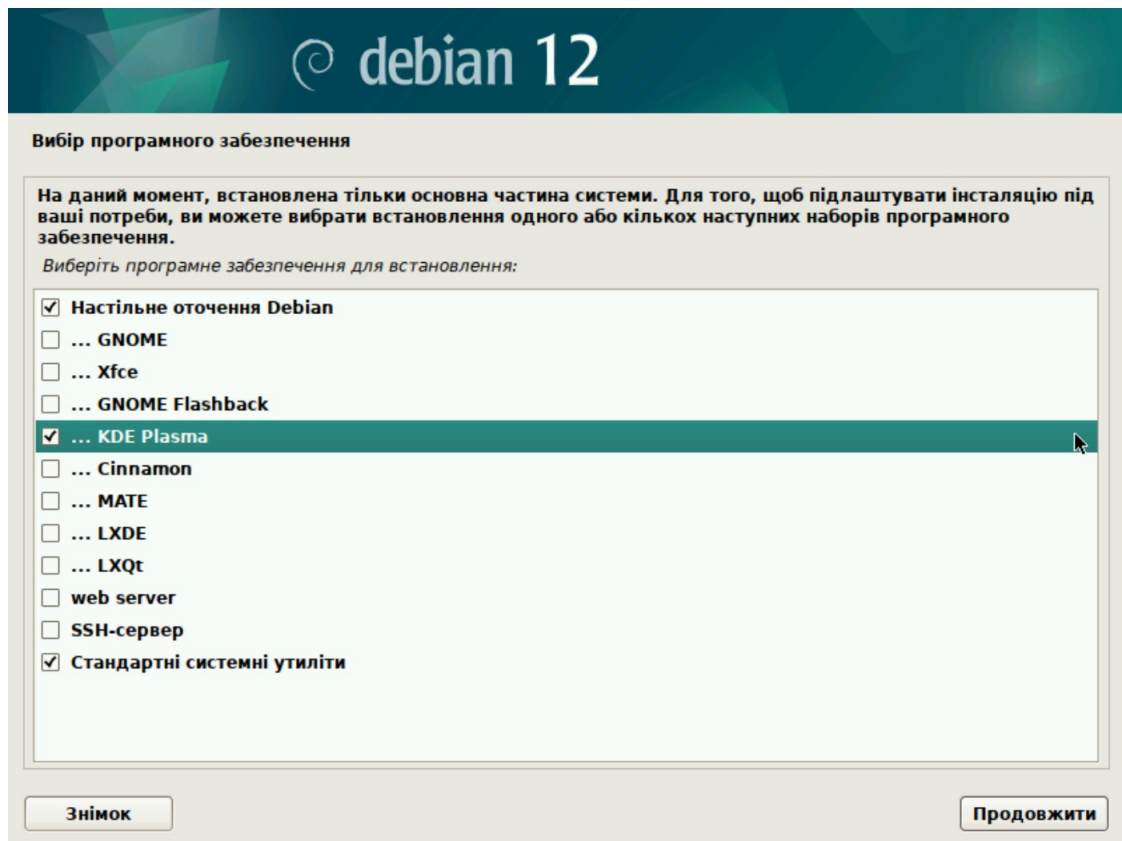 debian 12
Вибір програмного забезпечення
На даний момент, встановлена тільки основна частина системи. Для того, щоб підлаштувати інсталяцію під
ваші потреби, ви можете вибрати встановлення одного або кількох наступних наборів програмного
забезпечення.
Виберіть програмне забезпечення для встановлення:
Настільне оточення Debian
... GNOME
... Xfce
... GNOME Flashback
... KDE Plasma
... Cinnamon
... MATE
... LXDE
... LXQt
web server
SSH-сервер
Стандартні системні утиліти
Знімок
Продовжити